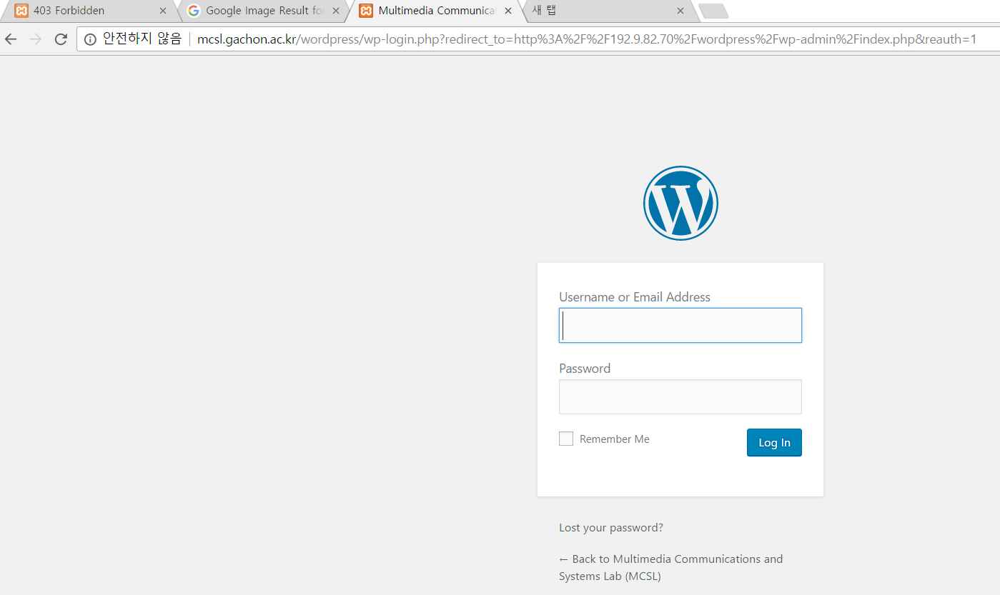 403 Forbidden
Google Image Result fo
Multimedia Communica
새 탭
안전하지 않음 mcsl.gachon.ac.kr/wordpress/wp-login.php?redirect_to=http%3A%2F%2F192.9.82.70%2Fwordpress%2Fwp-admin%2Findex.php&reauth=1
Username or Email Address
Password
Remember Me
Log In
Lost your password?
← Back to Multimedia Communications and
Systems Lab (MCSL)